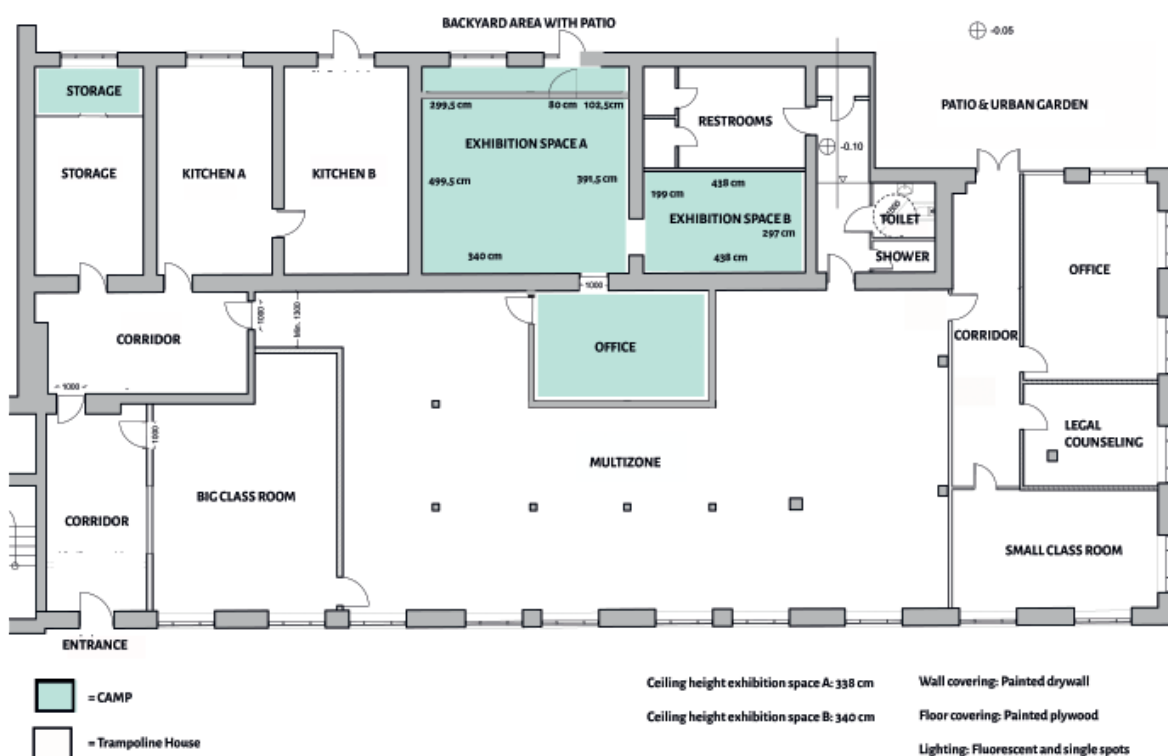 BACKYARD AREA WITH PATIO
-0.05
STORAGE
299,5 cm
80 cm
102,5cm
PATIO & URBAN GARDEN
RESTROOMS
EXHIBITION SPACE A
-0.10
STORAGE
KITCHEN A
KITCHEN B
499,5 cm
391,5 cm
438 cm
199 cm
EXHIBITION SPACE B
TOILET
297 cm
340 cm
438 cm
SHOWER
OFFICE
1000
1000
Min. 1300
CORRIDOR
OFFICE
CORRIDOR
1000
1000
LEGAL
COUNSELING
MULTIZONE
BIG CLASS ROOM
CORRIDOR
SMALL CLASS ROOM
ENTRANCE
= CAMP
= Trampoline House
Ceiling height exhibition space A: 338 cm
Ceiling height exhibition space B: 340 cm
Wall covering: Painted drywall
Floor covering: Painted plywood
Lighting: Fluorescent and single spots